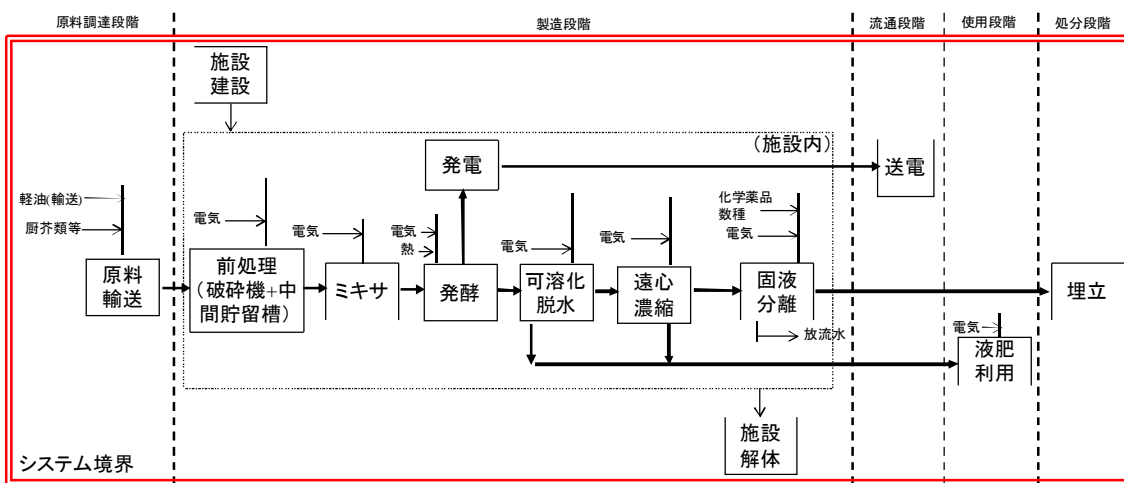 原料調達段階
製造段階
流通段階
使用段階
処分段階
施設
建設
(施設内)
発電
送電
軽油(輸送)
厨芥類等
電気
電気
電気
熱
電気
電気
化学薬品
数種
電気
原料
輸送
前処理
(破砕機+中
間貯留槽)
ミキサ
発酵
可溶化
脱水
遠心
濃縮
固液
分離
埋立
放流水
電気
液肥
利用
施設
解体
システム境界